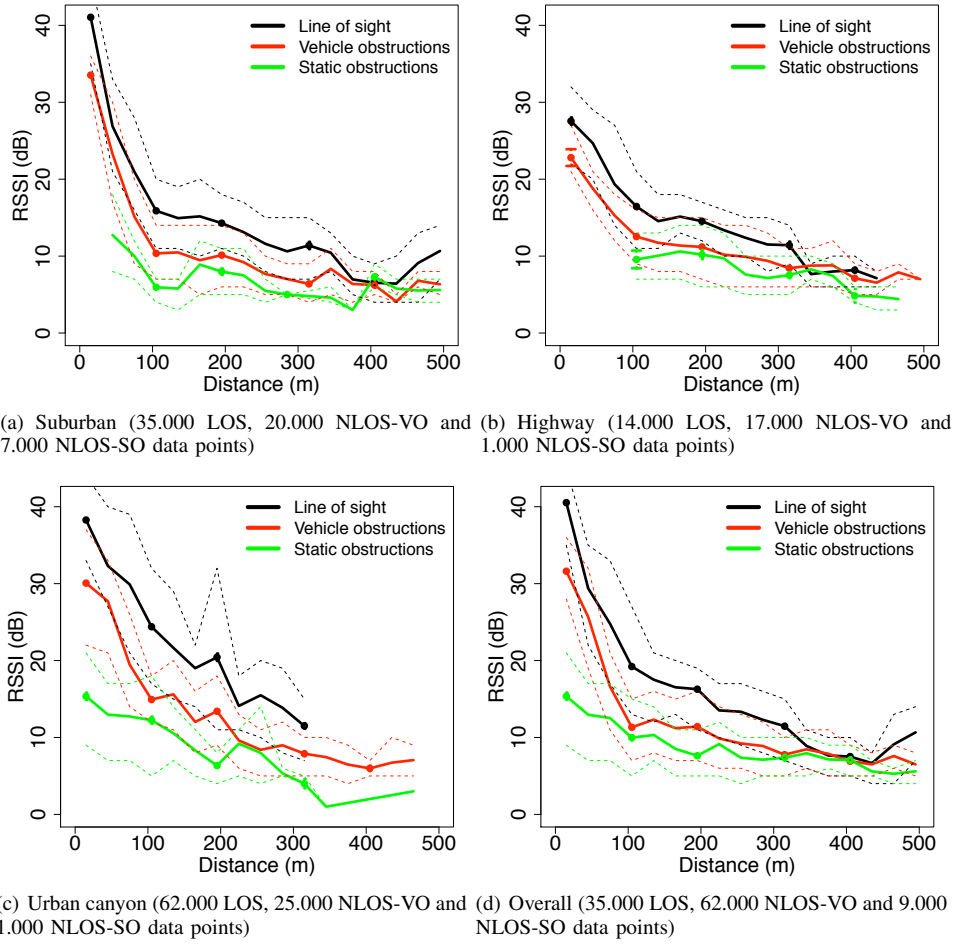 Line of sight
Vehicle obstructions
Static obstructions
RSSI (dB)
0 10 20 30 40
0 100 200 300 400 500
Distance (m)
Line of sight
Vehicle obstructions
Static obstructions
RSSI (dB)
0 10 20 30 40
0 100 200 300 400 500
Distance (m)
(a) Suburban (35.000 LOS, 20.000 NLOS-VO and
7.000 NLOS-SO data points)
(b) Highway (14.000 LOS, 17.000 NLOS-VO and
1.000 NLOS-SO data points)
Line of sight
Vehicle obstructions
Static obstructions
RSSI (dB)
0 10 20 30 40
0 100 200 300 400 500
Distance (m)
Line of sight
Vehicle obstructions
Static obstructions
RSSI (dB)
0 10 20 30 40
0 100 200 300 400 500
Distance (m)
(c) Urban canyon (62.000 LOS, 25.000 NLOS-VO and
1.000 NLOS-SO data points)
(d) Overall (35.000 LOS, 62.000 NLOS-VO and 9.000
NLOS-SO data points)